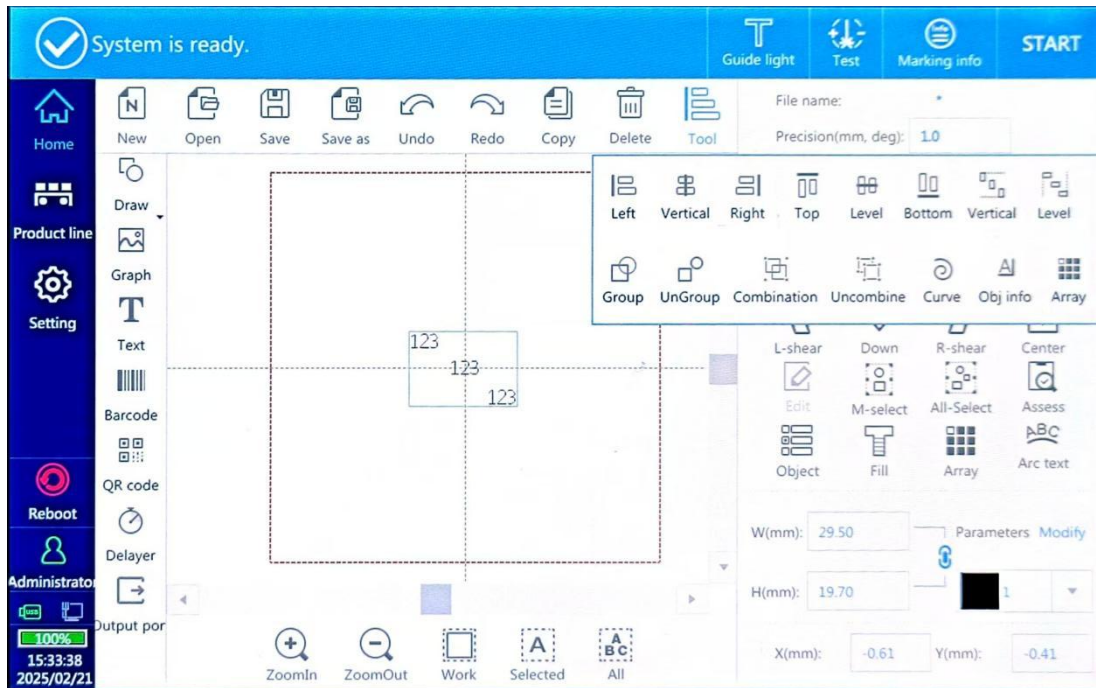 System is ready.
Guide light
Test
Info
Marking info
START
Home
Product line
Setting
Reboot
Administrator
USB
100%
15:33:38
2025/02/21
N
New
Open
Save
Save as
Undo
Redo
Copy
Delete
Tool
File name: *
Precision(mm, deg): 1.0
Draw
Graph
T
Text
Barcode
QR code
Delayer
Output por
Left
Vertical
Right
Top
Level
Bottom
Vertical
Level
Group
UnGroup
Combination
Uncombine
Curve
A
Obj info
Array
123
123
123
L-shear
Down
R-shear
Center
Edit
M-select
All-Select
Assess
Object
Fill
Array
ABC
Arc text
W(mm): 29.50
Parameters Modify
H(mm): 19.70
1
X(mm): -0.61 Y(mm): -0.41
ZoomIn
ZoomOut
Work
A
Selected
A
B C
All